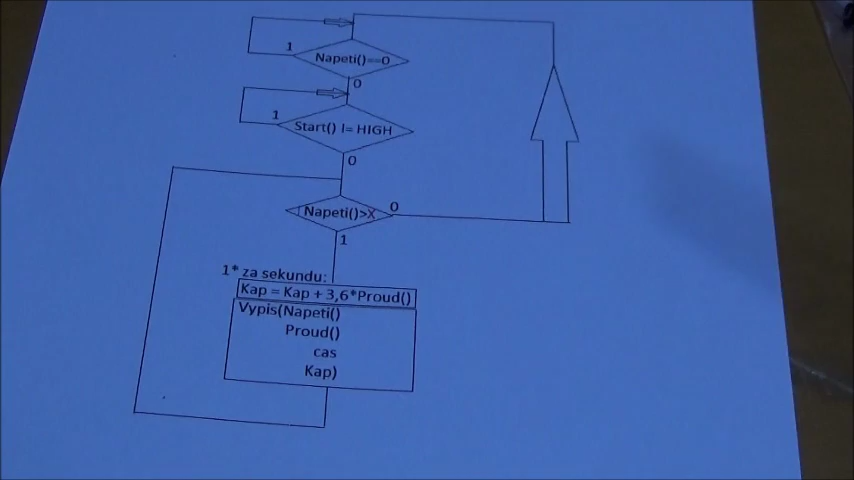 1
Napeti()==0
0
1
Start() != HIGH
0
Napeti()>X
0
1
1* za sekundu:
Kap = Kap + 3,6*Proud()
Vypis(Napeti()
Proud()
cas
Kap)